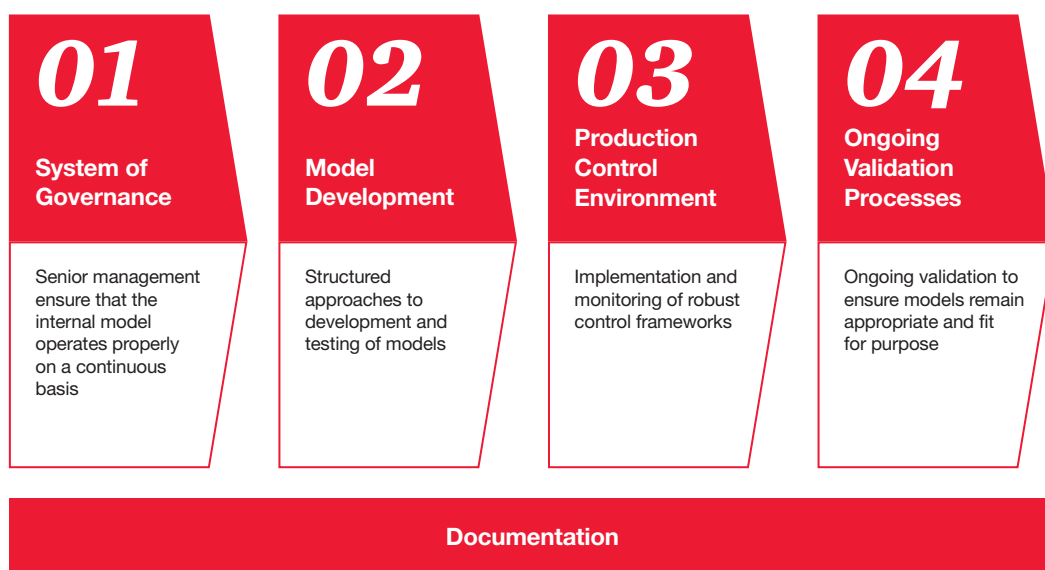 01
System of
Governance
Senior management
ensure that the
internal model
operates properly
on a continuous
basis
02
Model
Development
Structured
approaches to
development and
testing of models
03
Production
Control
Environment
Implementation and
monitoring of robust
control frameworks
04
Ongoing
Validation
Processes
Ongoing validation to
ensure models remain
appropriate and fit
for purpose
Documentation